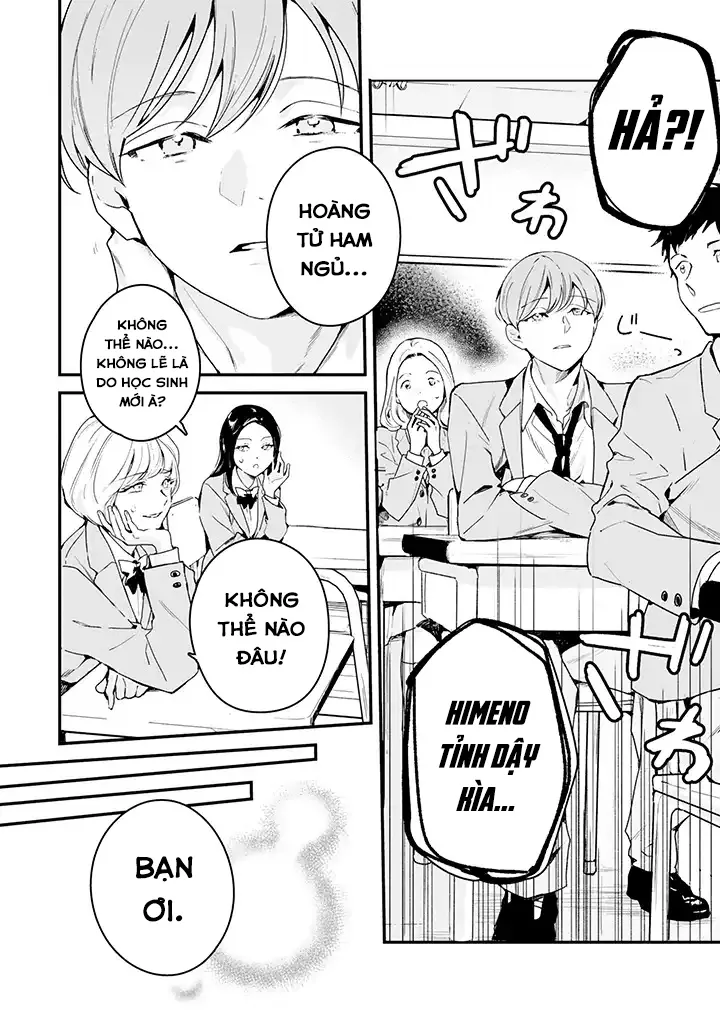 HẢ?!
ざわ
じー
ざわ
HIMENO
TỈNH DẬY
KÌA...
HOÀNG
TỬ HAM
NGỦ...
KHÔNG
THỂ NÀO...
KHÔNG LẼ LÀ
DO HỌC SINH
MỚI À?
KHÔNG
THỂ NÀO
ĐÂU!
BẠN
ƠI.